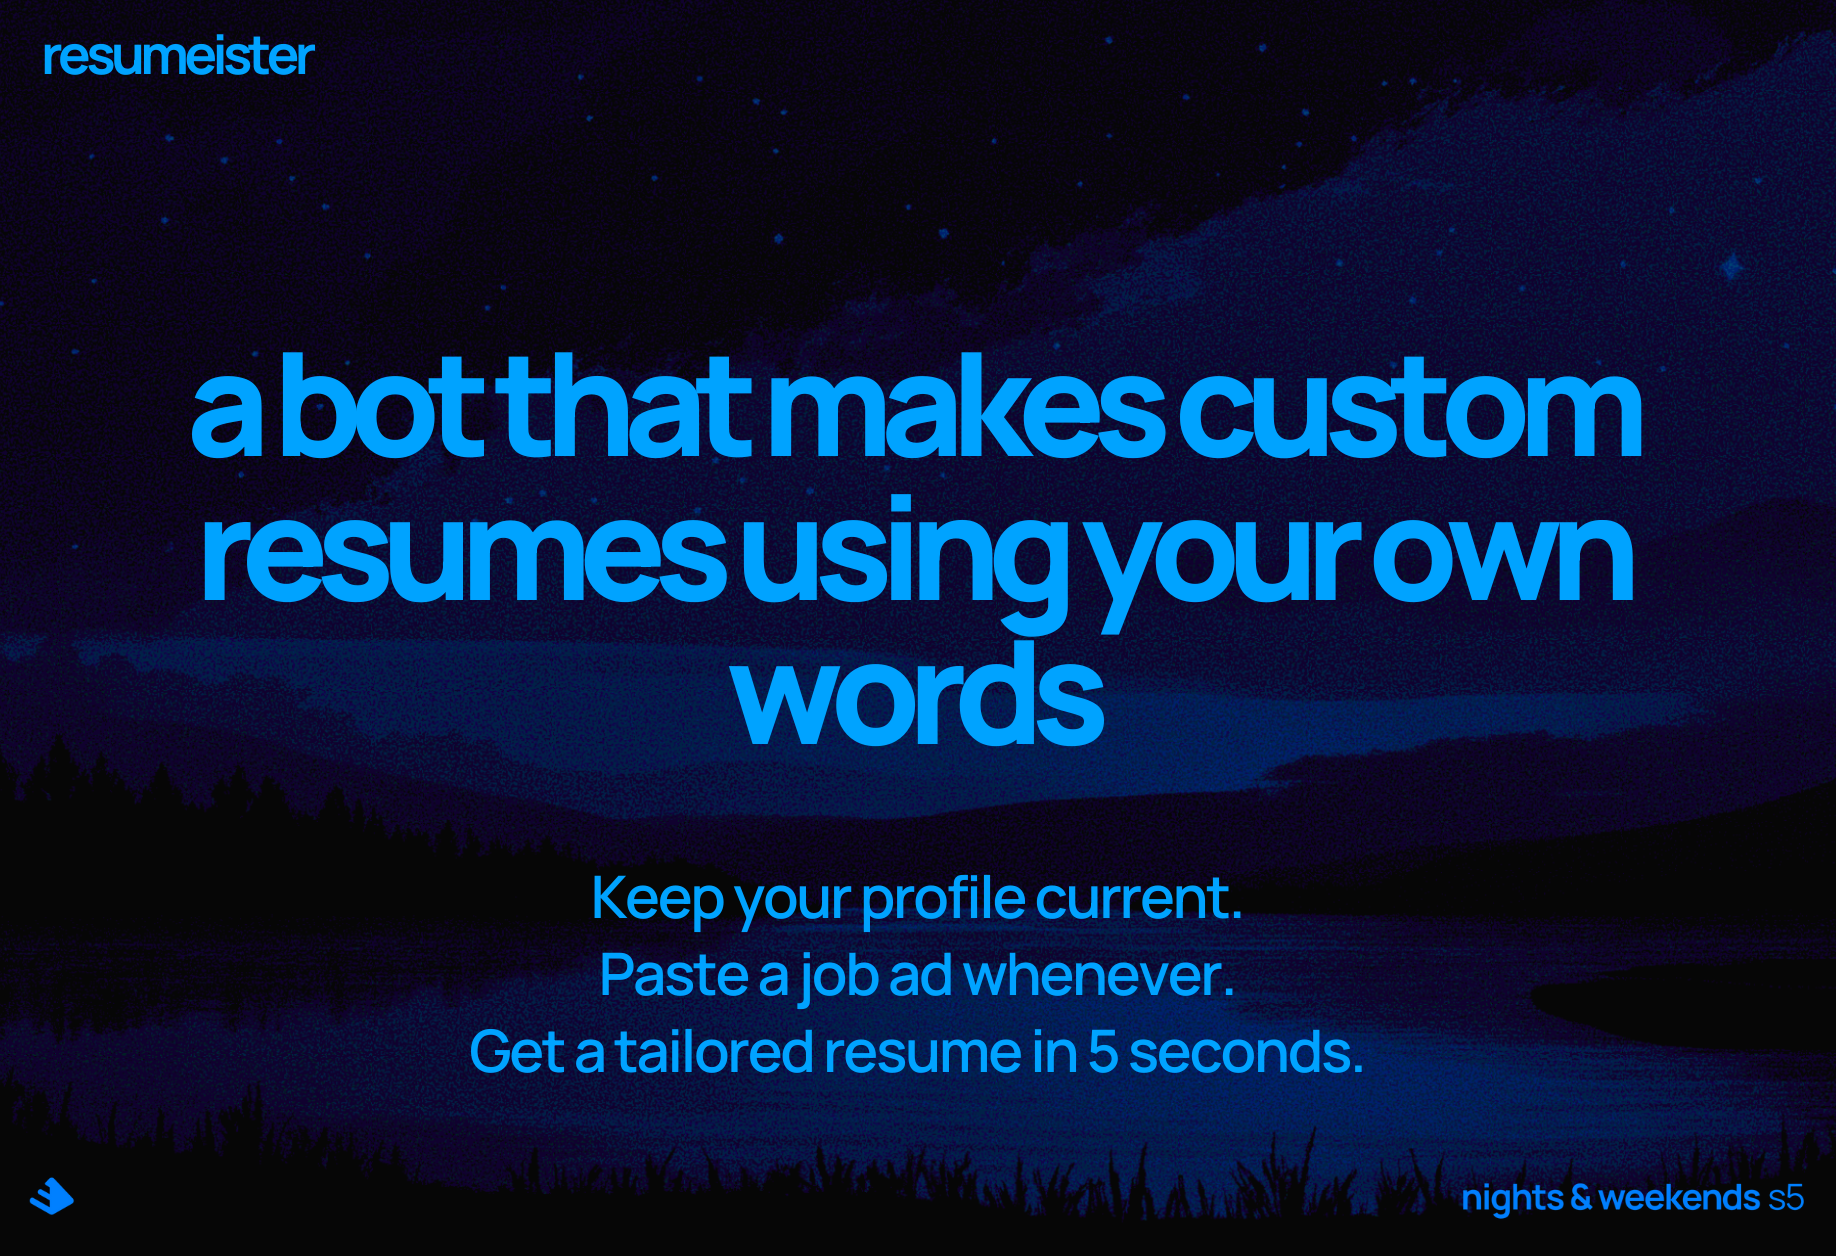 resumeister
a bot that makes custom
resumes using your own
words
Keep your profile current.
Paste a job ad whenever.
Get a tailored resume in 5 seconds.
nights & weekends s5